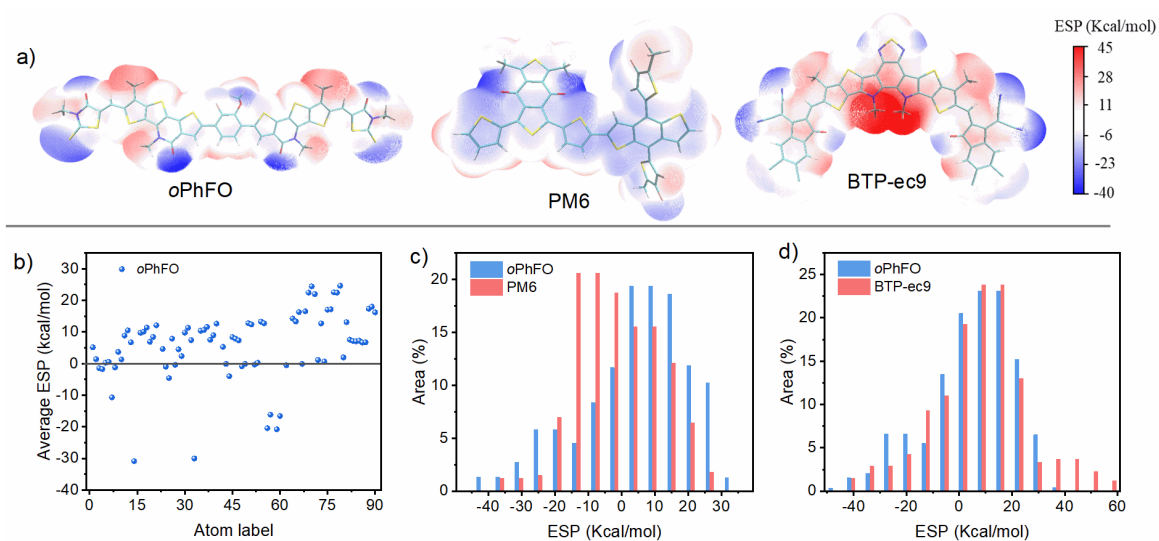 a)
ESP (Kcal/mol)
45
28
11
-6
-23
-40
oPhFO
PM6
BTP-ec9
b)
oPhFO
30
20
10
0
-10
-20
-30
-40
0 15 30 45 60 75 90
Average ESP (kcal/mol)
Atom label
c)
oPhFO
PM6
20
15
10
5
0
-40 -30 -20 -10 0 10 20 30
Area (%)
ESP (Kcal/mol)
d)
oPhFO
BTP-ec9
25
20
15
10
5
0
-40 -20 0 20 40 60
Area (%)
ESP (Kcal/mol)